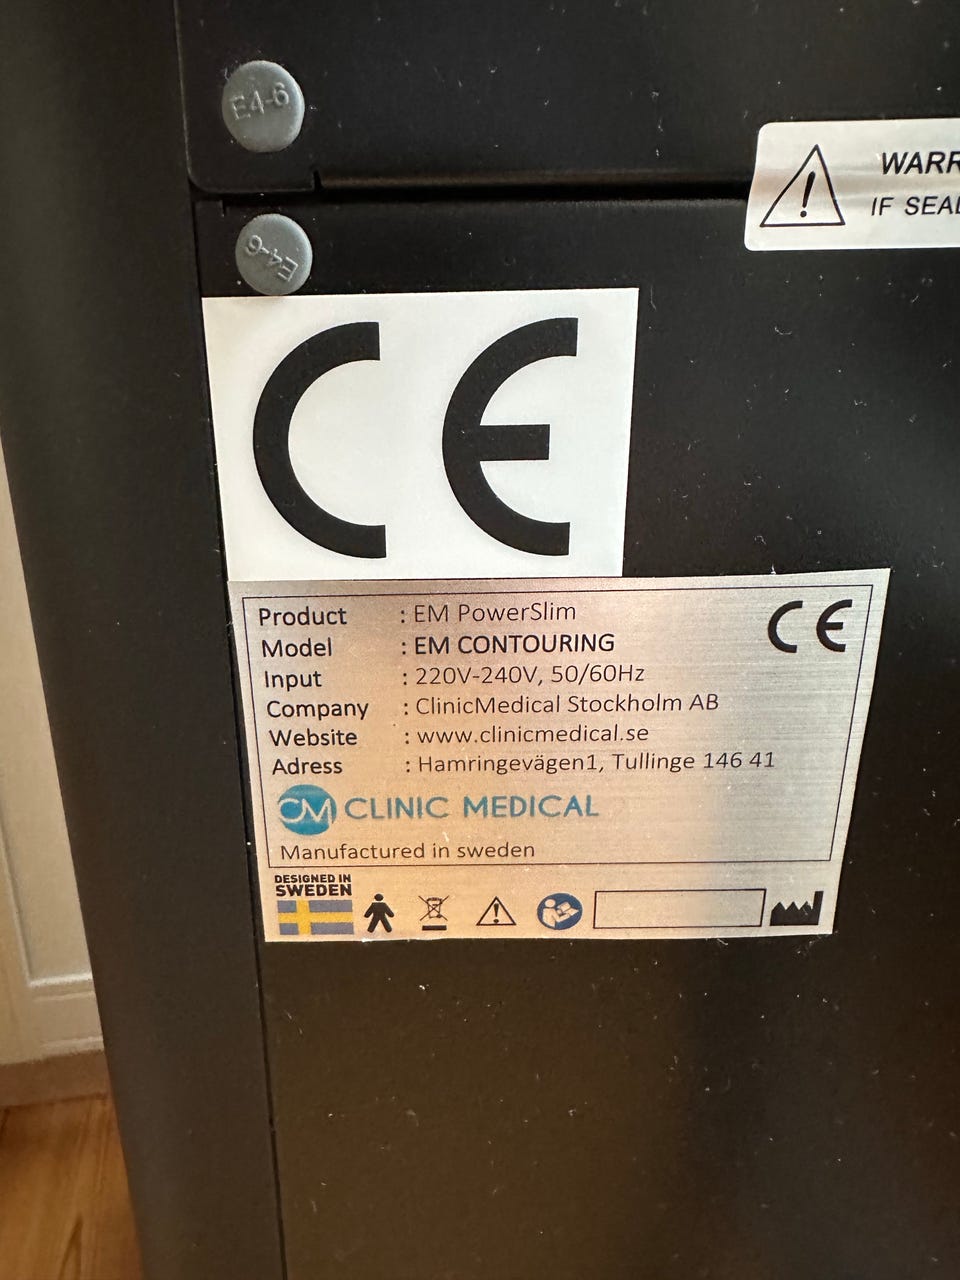 E4-6
WARR
IF SEAL
E4-6
CE
Product : EM PowerSlim CE
Model : EM CONTOURING
Input : 220V-240V, 50/60Hz
Company : ClinicMedical Stockholm AB
Website : www.clinicmedical.se
Adress : Hamringevägen1, Tullinge 146 41
CM CLINIC MEDICAL
Manufactured in sweden
DESIGNED IN
SWEDEN